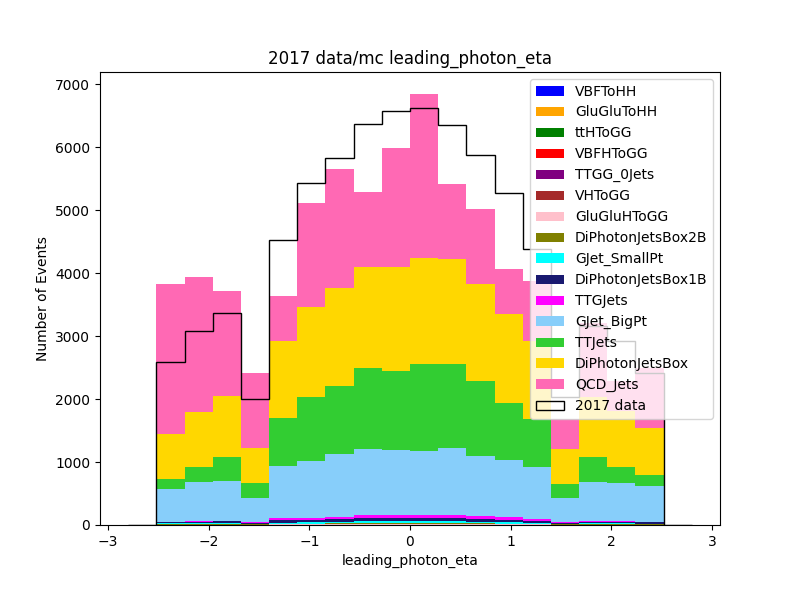 2017 data/mc leading_photon_eta
Number of Events
7000
6000
5000
4000
3000
2000
1000
0
−3
−2
−1
0
1
2
3
leading_photon_eta
VBFToHH
GluGluToHH
ttHToGG
VBFHToGG
TTGG_0Jets
VHToGG
GluGluHToGG
DiPhotonJetsBox2B
GJet_SmallPt
DiPhotonJetsBox1B
TTGJets
GJet_BigPt
TTJets
DiPhotonJetsBox
QCD_Jets
2017 data